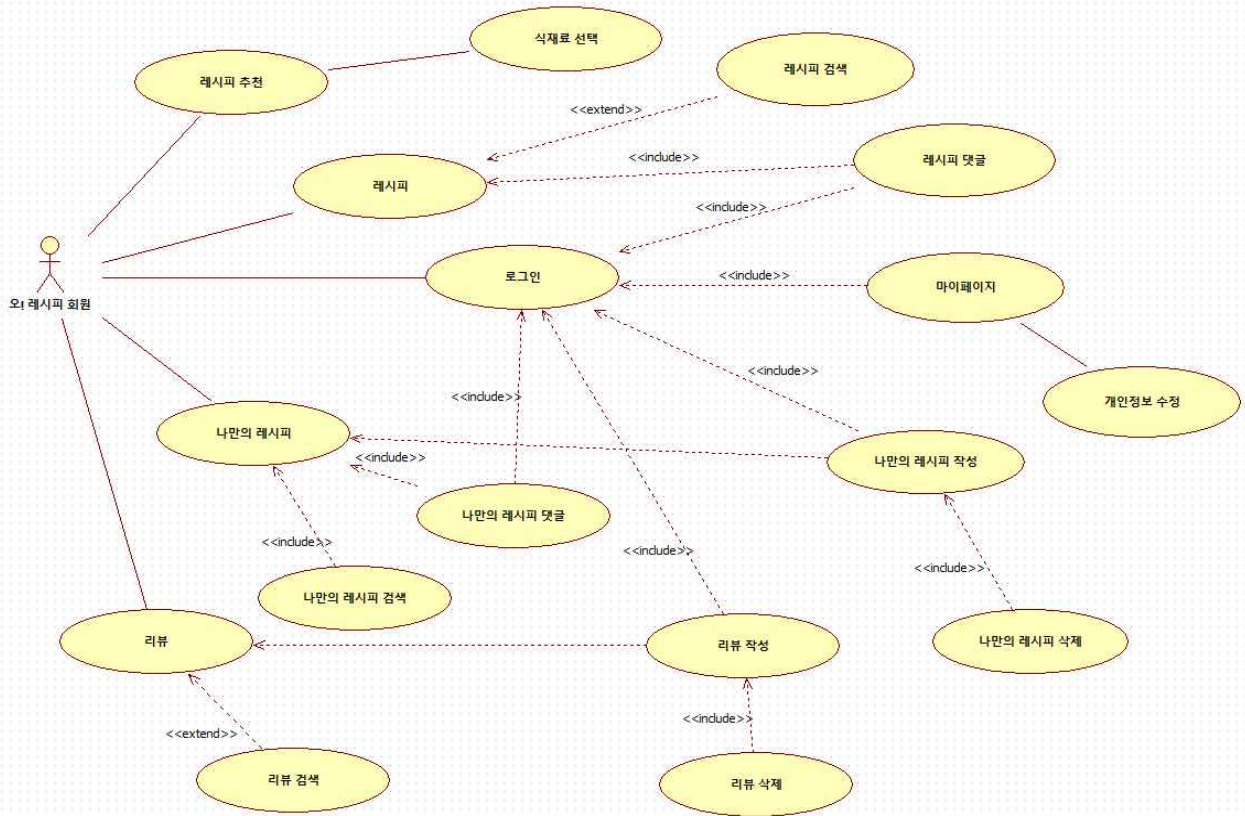 식재료 선택
레시피 추천
레시피 검색
<<extend>>
레시피 댓글
<<include>>
레시피
<<include>>
로그인
<<include>>
마이페이지
오! 레시피 회원
<<include>>
개인정보 수정
<<include>>
나만의 레시피
<<include>>
나만의 레시피 작성
나만의 레시피 댓글
<<include>>
<<include>>
<<include>>
나만의 레시피 검색
리뷰
리뷰 작성
나만의 레시피 삭제
<<extend>>
<<include>>
리뷰 검색
리뷰 삭제